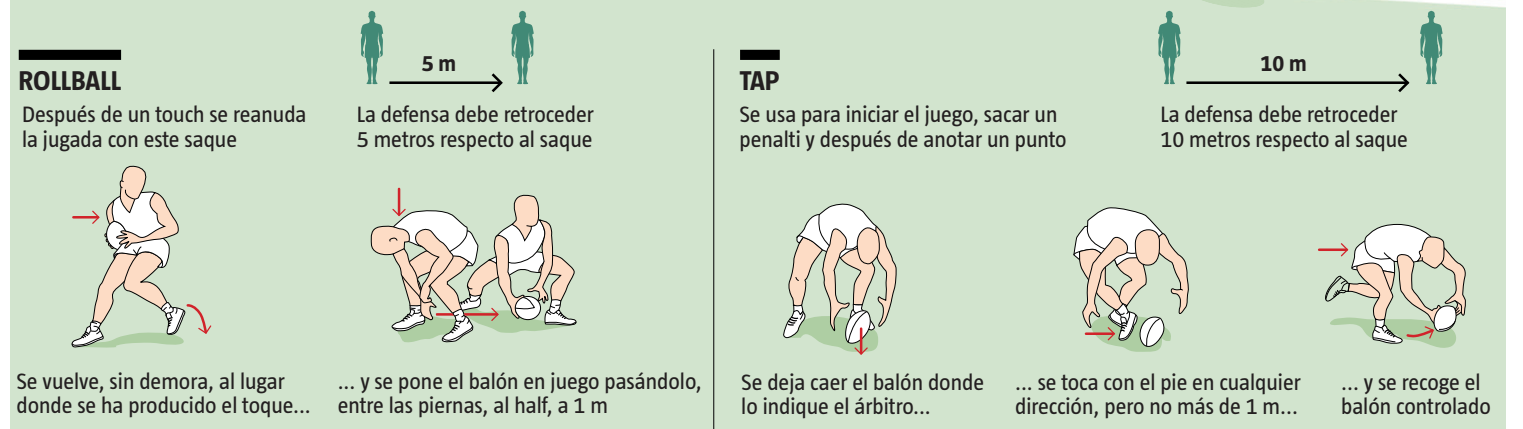 ROLLBALL
Después de un touch se reanuda
la jugada con este saque
5 m
La defensa debe retroceder
5 metros respecto al saque
Se vuelve, sin demora, al lugar
donde se ha producido el toque...
... y se pone el balón en juego pasándolo,
entre las piernas, al half, a 1 m
TAP
Se usa para iniciar el juego, sacar un
penalti y después de anotar un punto
10 m
La defensa debe retroceder
10 metros respecto al saque
Se deja caer el balón donde
lo indique el árbitro...
... se toca con el pie en cualquier
dirección, pero no más de 1 m...
... y se recoge el
balón controlado